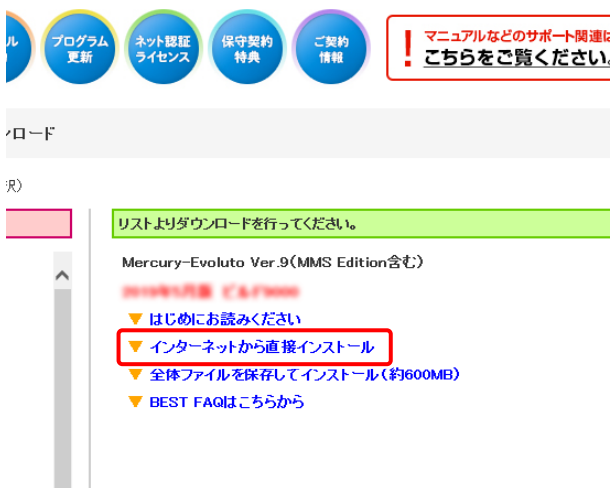 プログラム
更新
ネット認証
ライセンス
保守契約
特典
ご契約
情報
マニュアルなどのサポート関連は
こちらをご覧ください。
ンロード
択)
リストよりダウンロードを行ってください。
Mercury-Evoluto Ver.9(MMS Edition含む)
▼ はじめにお読みください
▼ インターネットから直接インストール
▼ 全体ファイルを保存してインストール(約600MB)
▼ BEST FAQはこちらから